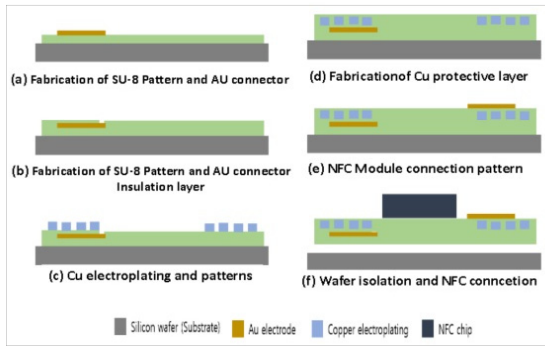 (a) Fabrication of SU-8 Pattern and AU connector
(b) Fabrication of SU-8 Pattern and AU connector
Insulation layer
(c) Cu electroplating and patterns
(d) Fabricationof Cu protective layer
(e) NFC Module connection pattern
(f) Wafer isolation and NFC conncetion
Silicon wafer (Substrate) Au electrode Copper electroplating NFC chip